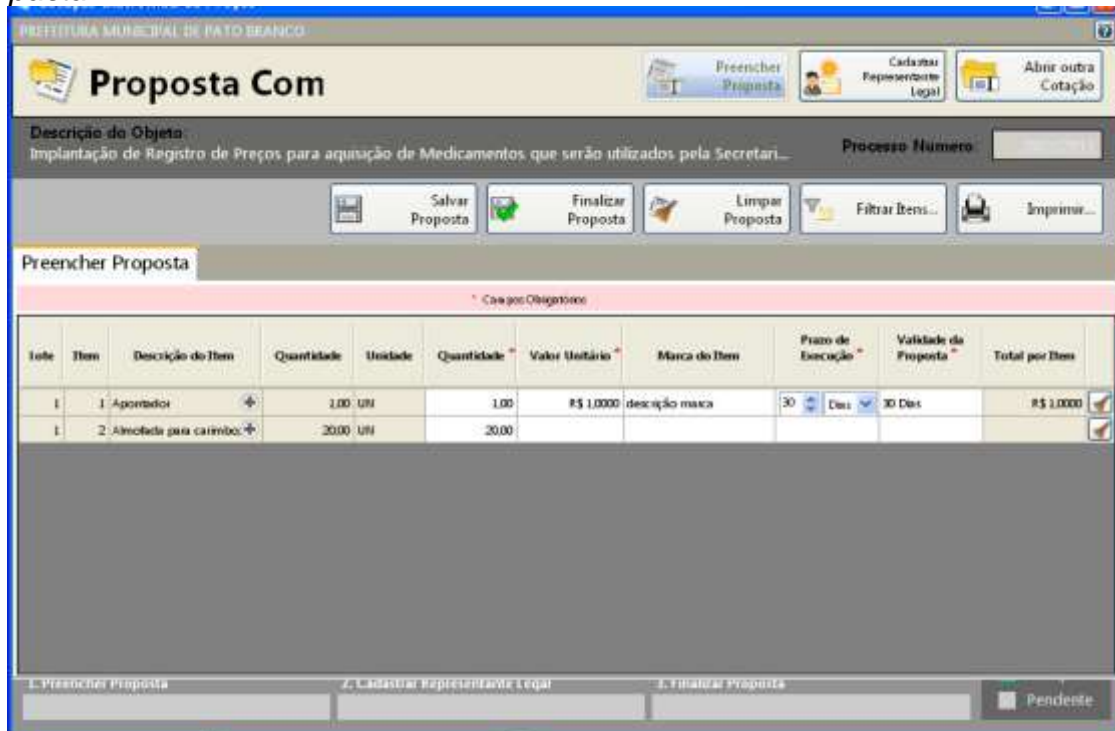 PREFEITURA MUNICIPAL DE PATO BRANCO
Proposta Com
Preencher
Proposta
Cadastrar
Representante
Legal
Abrir outra
Cotação
Descrição do Objeto:
Implantação de Registro de Preços para aquisição de Medicamentos que serão utilizados pela Secretari...
Processo Numero:
Salvar
Proposta
Finalizar
Proposta
Limpar
Proposta
Filtrar Itens...
Imprimir...
Preencher Proposta
* Campos Obrigatórios
Lote Item Descrição do Item Quantidade Unidade Quantidade * Valor Unitário * Marca do Item Prazo de Execução * Validade da Proposta * Total por Item
1 1 Apontador 1,00 UN 1,00 R$ 1,0000 descrição marca 30 Dias 30 Dias R$ 1,0000
1 2 Almofada para carimbo: 20,00 UN 20,00
1. Preencher Proposta 2. Cadastrar Representante Legal 3. Finalizar Proposta
Pendente